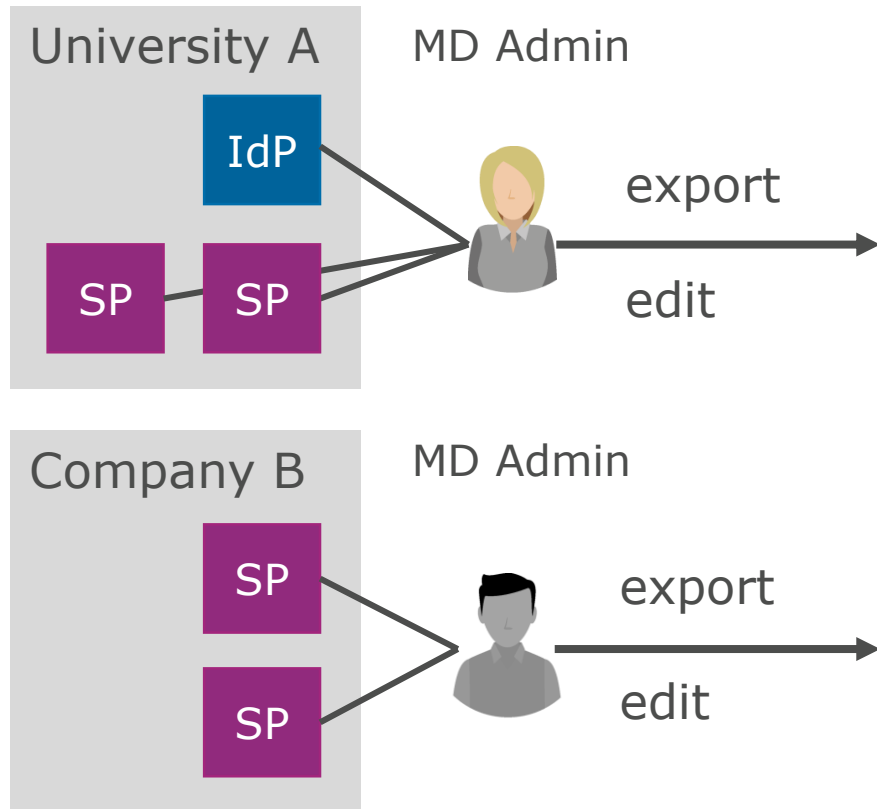 University A
MD Admin
IdP
export
SP
SP
edit
Company B
MD Admin
SP
export
SP
edit